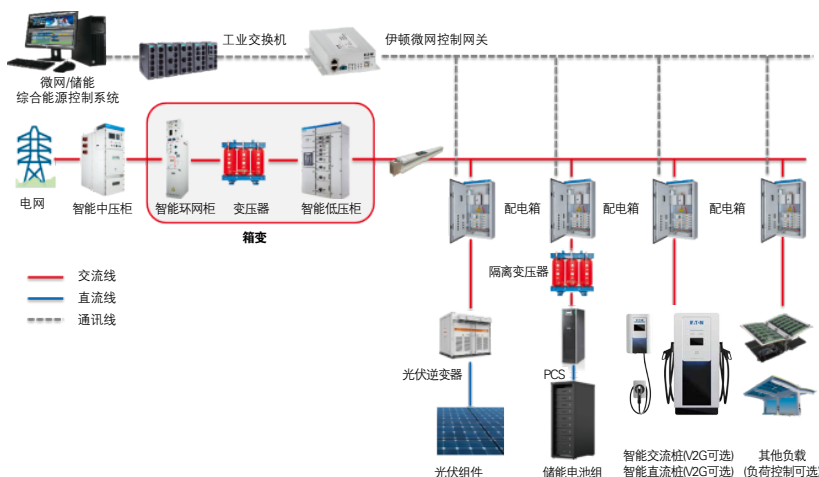 工业交换机
伊顿微网控制网关
微网/储能
综合能源控制系统
电网
智能中压柜
智能环网柜
变压器
智能低压柜
箱变
配电箱
配电箱
配电箱
交流线
直流线
通讯线
隔离变压器
光伏逆变器
PCS
E·T·N
光伏组件
储能电池组
智能交流桩(V2G可选)
智能直流桩(V2G可选)
其他负载
(负荷控制可选)